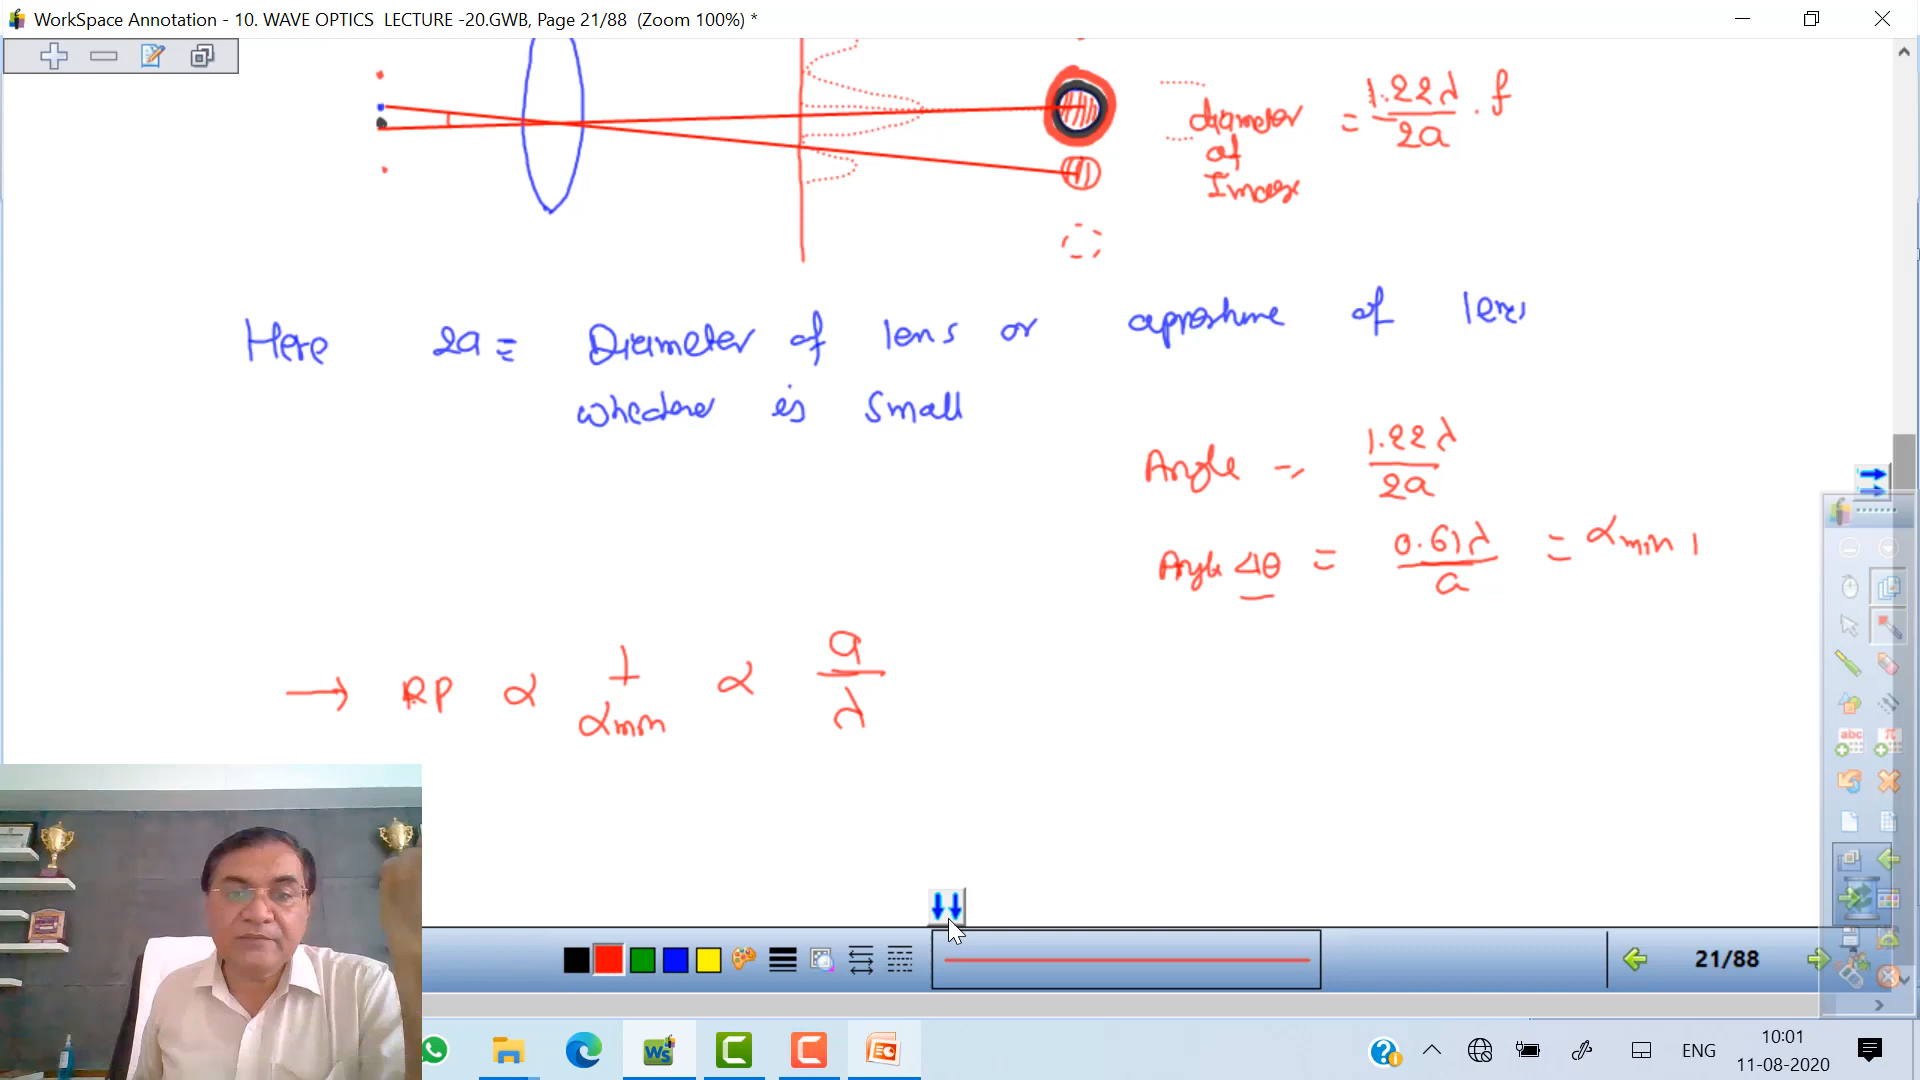 WorkSpace Annotation - 10. WAVE OPTICS LECTURE -20.GWB, Page 21/88 (Zoom 100%) *
diameter of Image = 1.22λ / 2a . f
Here 2a = Diameter of lens or
of lens
is small
Angle = 1.22λ / 2a
Angle Δθ = 0.61λ / a = αmin
→ RP ∝ 1 / αmin ∝ a / λ
abc
π
21/88
WS
ENG
10:01
11-08-2020